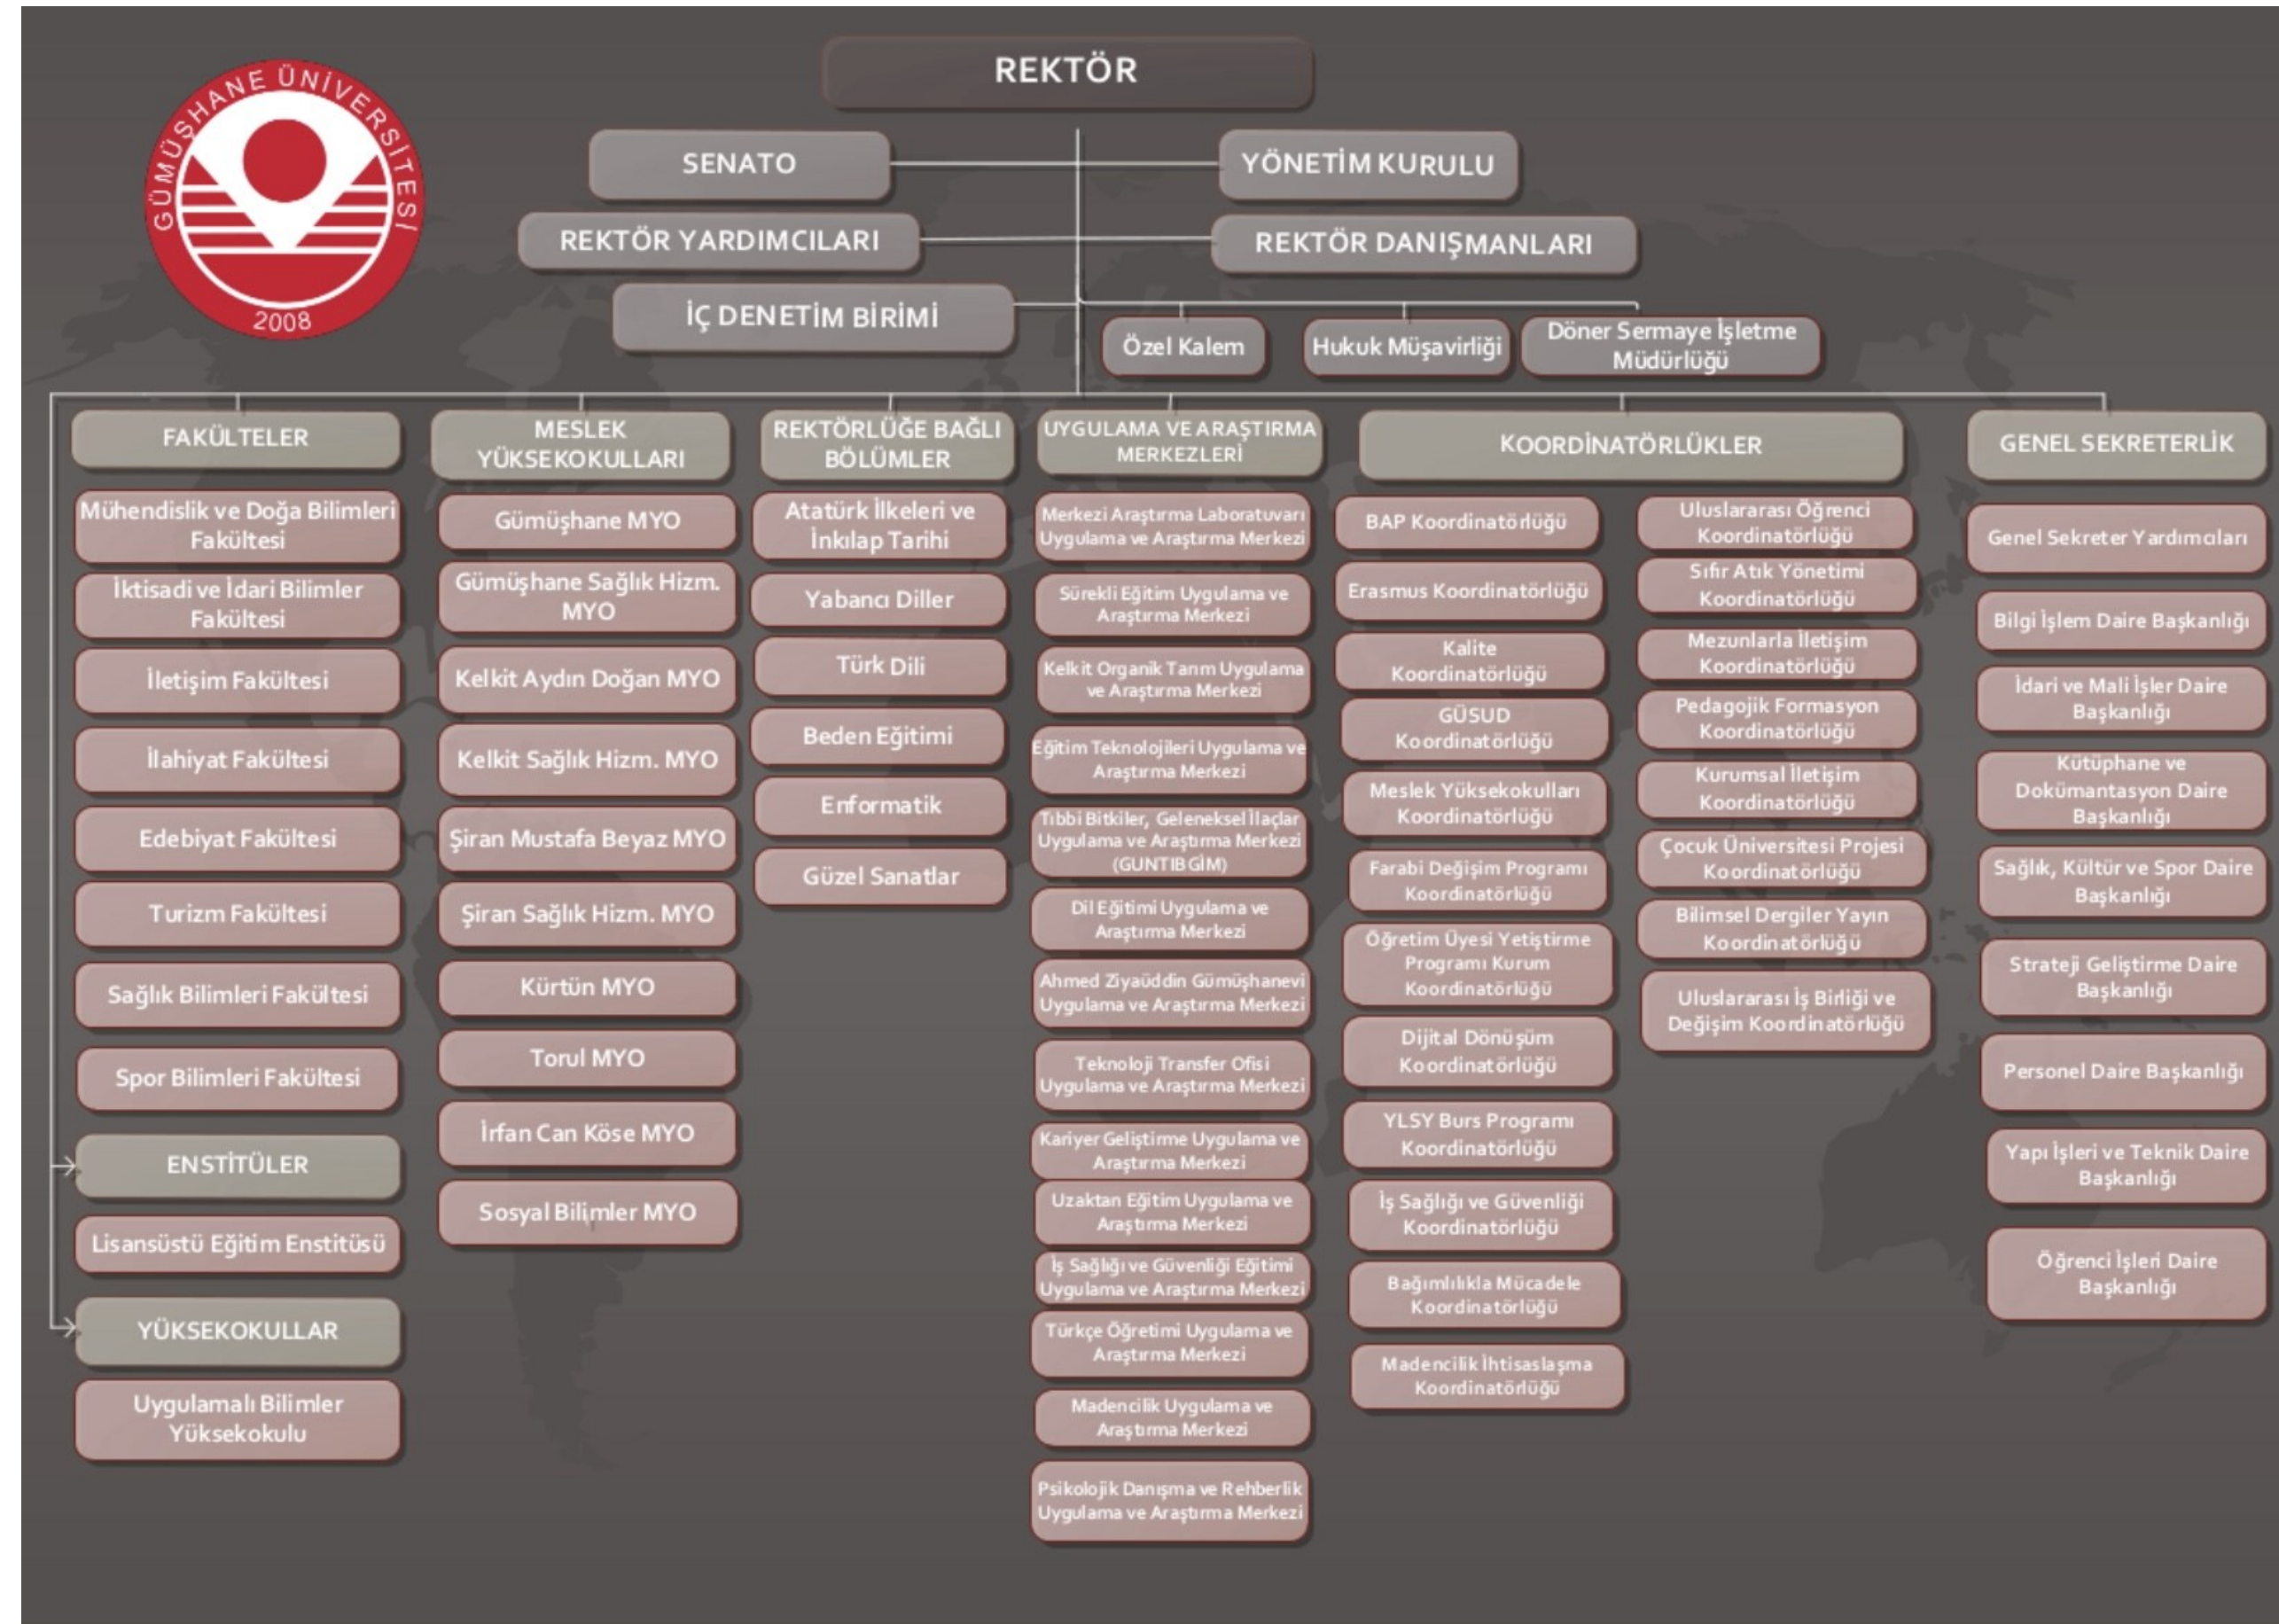 GÜMÜŞHANE ÜNİVERSİTESİ
2008
REKTÖR
SENATO
YÖNETİM KURULU
REKTÖR YARDIMCILARI
REKTÖR DANIŞMANLARI
İÇ DENETİM BİRİMİ
Özel Kalem
Hukuk Müşavirliği
Döner Sermaye İşletme
Müdürlüğü
FAKÜLTELER
Mühendislik ve Doğa Bilimleri
Fakültesi
İktisadi ve İdari Bilimler
Fakültesi
İletişim Fakültesi
İlahiyat Fakültesi
Edebiyat Fakültesi
Turizm Fakültesi
Sağlık Bilimleri Fakültesi
Spor Bilimleri Fakültesi
ENSTİTÜLER
Lisansüstü Eğitim Enstitüsü
YÜKSEKOKULLAR
Uygulamalı Bilimler
Yüksekokulu
MESLEK
YÜKSEKOKULLARI
Gümüşhane MYO
Gümüşhane Sağlık Hizm.
MYO
Kelkit Aydın Doğan MYO
Kelkit Sağlık Hizm. MYO
Şiran Mustafa Beyaz MYO
Şiran Sağlık Hizm. MYO
Kürtün MYO
Torul MYO
İrfan Can Köse MYO
Sosyal Bilimler MYO
REKTÖRLÜĞE BAĞLI
BÖLÜMLER
Atatürk İlkeleri ve
İnkılap Tarihi
Yabancı Diller
Türk Dili
Beden Eğitimi
Enformatik
Güzel Sanatlar
UYGULAMA VE ARAŞTIRMA
MERKEZLERİ
Merkezi Araştırma Laboratuvarı
Uygulama ve Araştırma Merkezi
Sürekli Eğitim Uygulama ve
Araştırma Merkezi
Kelkit Organik Tarım Uygulama
ve Araştırma Merkezi
Eğitim Teknolojileri Uygulama ve
Araştırma Merkezi
Tıbbi Bitkiler, Geleneksel İlaçlar
Uygulama ve Araştırma Merkezi
(GUNTIBGİM)
Dil Eğitimi Uygulama ve
Araştırma Merkezi
Ahmed Ziyaüddin Gümüşhanevi
Uygulama ve Araştırma Merkezi
Teknoloji Transfer Ofisi
Uygulama ve Araştırma Merkezi
Kariyer Geliştirme Uygulama ve
Araştırma Merkezi
Uzaktan Eğitim Uygulama ve
Araştırma Merkezi
İş Sağlığı ve Güvenliği Eğitimi
Uygulama ve Araştırma Merkezi
Türkçe Öğretimi Uygulama ve
Araştırma Merkezi
Madencilik Uygulama ve
Araştırma Merkezi
Psikolojik Danışma ve Rehberlik
Uygulama ve Araştırma Merkezi
KOORDİNATÖRLÜKLER
BAP Koordinatörlüğü
Erasmus Koordinatörlüğü
Kalite
Koordinatörlüğü
GÜSUD
Koordinatörlüğü
Meslek Yüksekokulları
Koordinatörlüğü
Farabi Değişim Programı
Koordinatörlüğü
Öğretim Üyesi Yetiştirme
Programı Kurum
Koordinatörlüğü
Dijital Dönüşüm
Koordinatörlüğü
YLSY Burs Programı
Koordinatörlüğü
İş Sağlığı ve Güvenliği
Koordinatörlüğü
Bağımlılıkla Mücadele
Koordinatörlüğü
Madencilik İhtisaslaşma
Koordinatörlüğü
Uluslararası Öğrenci
Koordinatörlüğü
Sıfır Atık Yönetimi
Koordinatörlüğü
Mezunlarla İletişim
Koordinatörlüğü
Pedagojik Formasyon
Koordinatörlüğü
Kurumsal İletişim
Koordinatörlüğü
Çocuk Üniversitesi Projesi
Koordinatörlüğü
Bilimsel Dergiler Yayın
Koordinatörlüğü
Uluslararası İş Birliği ve
Değişim Koordinatörlüğü
GENEL SEKRETERLİK
Genel Sekreter Yardımcıları
Bilgi İşlem Daire Başkanlığı
İdari ve Mali İşler Daire
Başkanlığı
Kütüphane ve
Dokümantasyon Daire
Başkanlığı
Sağlık, Kültür ve Spor Daire
Başkanlığı
Strateji Geliştirme Daire
Başkanlığı
Personel Daire Başkanlığı
Yapı İşleri ve Teknik Daire
Başkanlığı
Öğrenci İşleri Daire
Başkanlığı